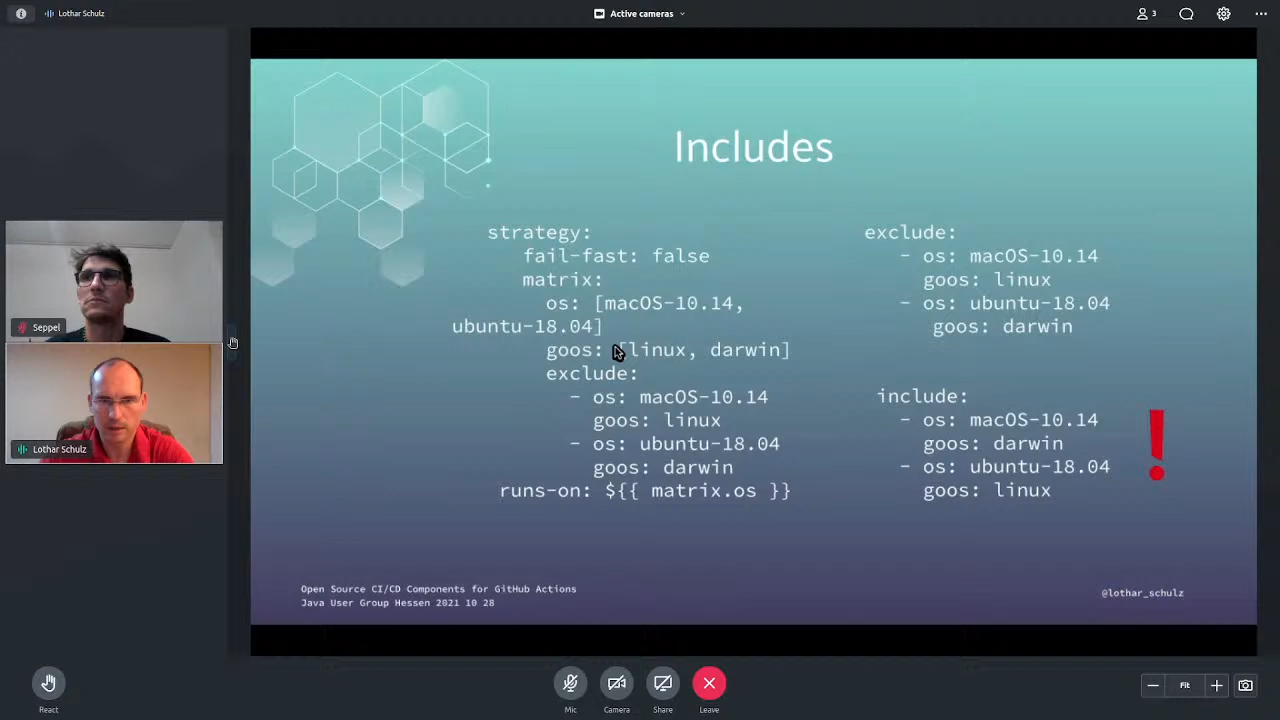 Lothar Schulz
Active cameras
3
Includes
strategy:
fail-fast: false
matrix:
os: [macOS-10.14,
ubuntu-18.04]
goos: [linux, darwin]
exclude:
- os: macOS-10.14
goos: linux
- os: ubuntu-18.04
goos: darwin
runs-on: ${{ matrix.os }}
exclude:
- os: macOS-10.14
goos: linux
- os: ubuntu-18.04
goos: darwin
include:
- os: macOS-10.14
goos: darwin
- os: ubuntu-18.04
goos: linux
!
Seppel
Lothar Schulz
Open Source CI/CD Components for GitHub Actions
Java User Group Hessen 2021 10 28
@lothar_schulz
React
Mic
Camera
Share
Leave
Fit